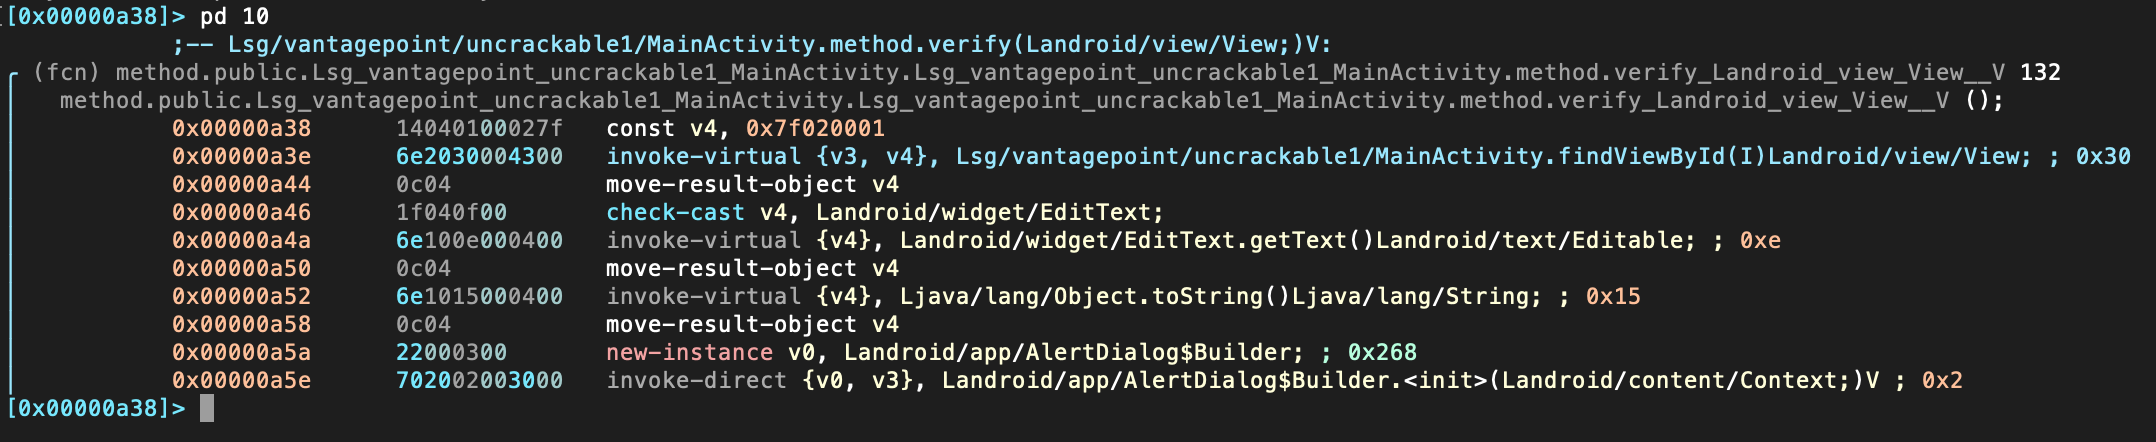 [0x00000a38]> pd 10
;-- Lsg/vantagepoint/uncrackable1/MainActivity.method.verify(Landroid/view/View;)V:
(fcn) method.public.Lsg_vantagepoint_uncrackable1_MainActivity.Lsg_vantagepoint_uncrackable1_MainActivity.method.verify_Landroid_view_View__V 132
method.public.Lsg_vantagepoint_uncrackable1_MainActivity.Lsg_vantagepoint_uncrackable1_MainActivity.method.verify_Landroid_view_View__V ();
0x00000a38 14040100027f const v4, 0x7f020001
0x00000a3e 6e2030004300 invoke-virtual {v3, v4}, Lsg/vantagepoint/uncrackable1/MainActivity.findViewById(I)Landroid/view/View; ; 0x30
0x00000a44 0c04 move-result-object v4
0x00000a46 1f040f00 check-cast v4, Landroid/widget/EditText;
0x00000a4a 6e100e000400 invoke-virtual {v4}, Landroid/widget/EditText.getText()Landroid/text/Editable; ; 0xe
0x00000a50 0c04 move-result-object v4
0x00000a52 6e1015000400 invoke-virtual {v4}, Ljava/lang/Object.toString()Ljava/lang/String; ; 0x15
0x00000a58 0c04 move-result-object v4
0x00000a5a 22000300 new-instance v0, Landroid/app/AlertDialog$Builder; ; 0x268
0x00000a5e 702002003000 invoke-direct {v0, v3}, Landroid/app/AlertDialog$Builder.<init>(Landroid/content/Context;)V ; 0x2
[0x00000a38]>